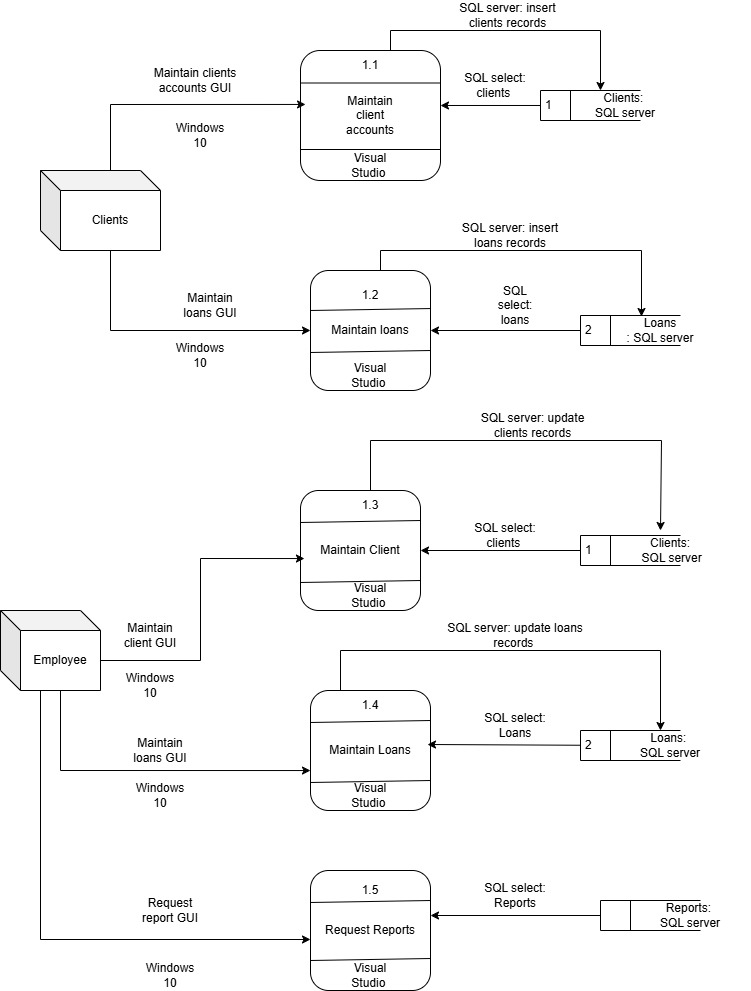 SQL server: insert
clients records
1.1
Maintain clients
accounts GUI
SQL select:
clients
1
Clients:
SQL server
Maintain
client
accounts
Windows
10
Visual
Studio
Clients
SQL server: insert
loans records
Maintain
loans GUI
1.2
SQL
select:
loans
Maintain loans
2
Loans
: SQL server
Windows
10
Visual
Studio
SQL server: update
clients records
1.3
SQL select:
clients
Maintain Client
1
Clients:
SQL server
Visual
Studio
Maintain
client GUI
Employee
Windows
10
SQL server: update loans
records
1.4
SQL select:
Loans
Maintain Loans
2
Loans:
SQL server
Maintain
loans GUI
Windows
10
Visual
Studio
1.5
SQL select:
Reports
Request
report GUI
Request Reports
Reports:
SQL server
Windows
10
Visual
Studio